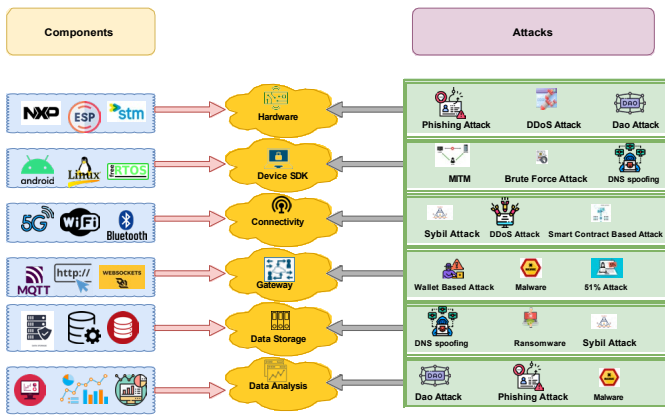 Components
Attacks
NXP
ESP
stm
Hardware
Phishing Attack
DDoS Attack
DAO
Dao Attack
android
Linux
free
RTOS
Device SDK
MITM
Brute Force Attack
DNS spoofing
5G
WiFi
Bluetooth
Connectivity
Sybil Attack
DDoS Attack
Smart Contract Based Attack
MQTT
http://
WEBSOCKETS
Gateway
Wallet Based Attack
Malware
51% Attack
Data Storage
DNS spoofing
Ransomware
Sybil Attack
Data Analysis
DAO
Dao Attack
Phishing Attack
Malware